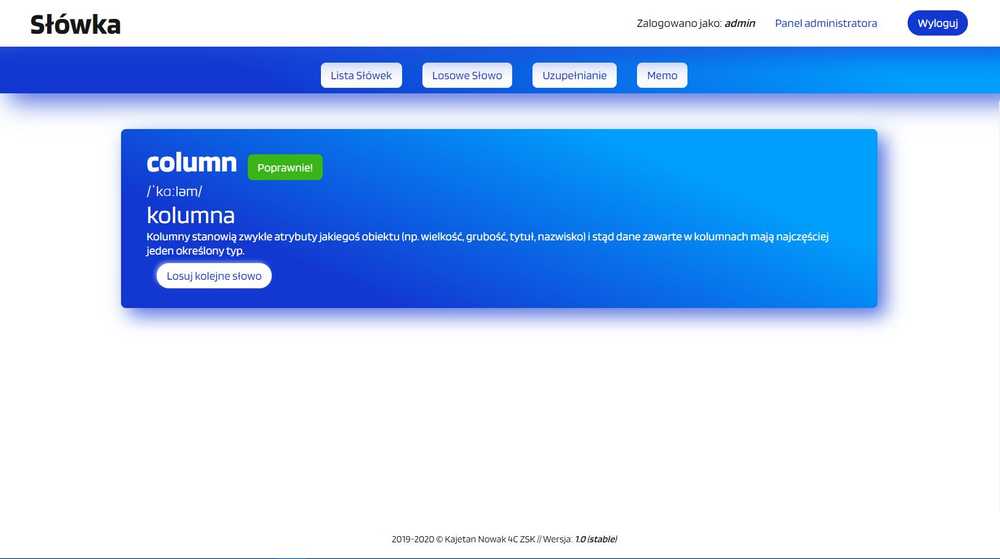 Słówka
Zalogowano jako: admin Panel administratora Wyloguj
Lista Słówek Losowe Słowo Uzupełnianie Memo
column Poprawnie!
/ˈkɑːləm/
kolumna
Kolumny stanowią zwykłe atrybuty jakiegoś obiektu (np. wielkość, grubość, tytuł, nazwisko) i stąd dane zawarte w kolumnach mają najczęściej
jeden określony typ.
Losuj kolejne słowo
2019-2020 © Kajetan Nowak 4C ZSK // Wersja: 1.0 (stable)